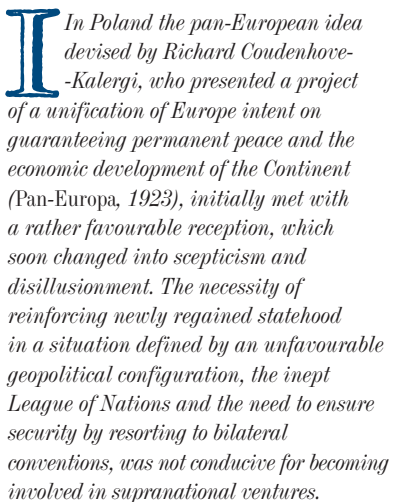 I In Poland the pan-European idea
devised by Richard Coudenhove-
-Kalergi, who presented a project
of a unification of Europe intent on
guaranteeing permanent peace and the
economic development of the Continent
(Pan-Europa, 1923), initially met with
a rather favourable reception, which
soon changed into scepticism and
disillusionment. The necessity of
reinforcing newly regained statehood
in a situation defined by an unfavourable
geopolitical configuration, the inept
League of Nations and the need to ensure
security by resorting to bilateral
conventions, was not conducive for becoming
involved in supranational ventures.